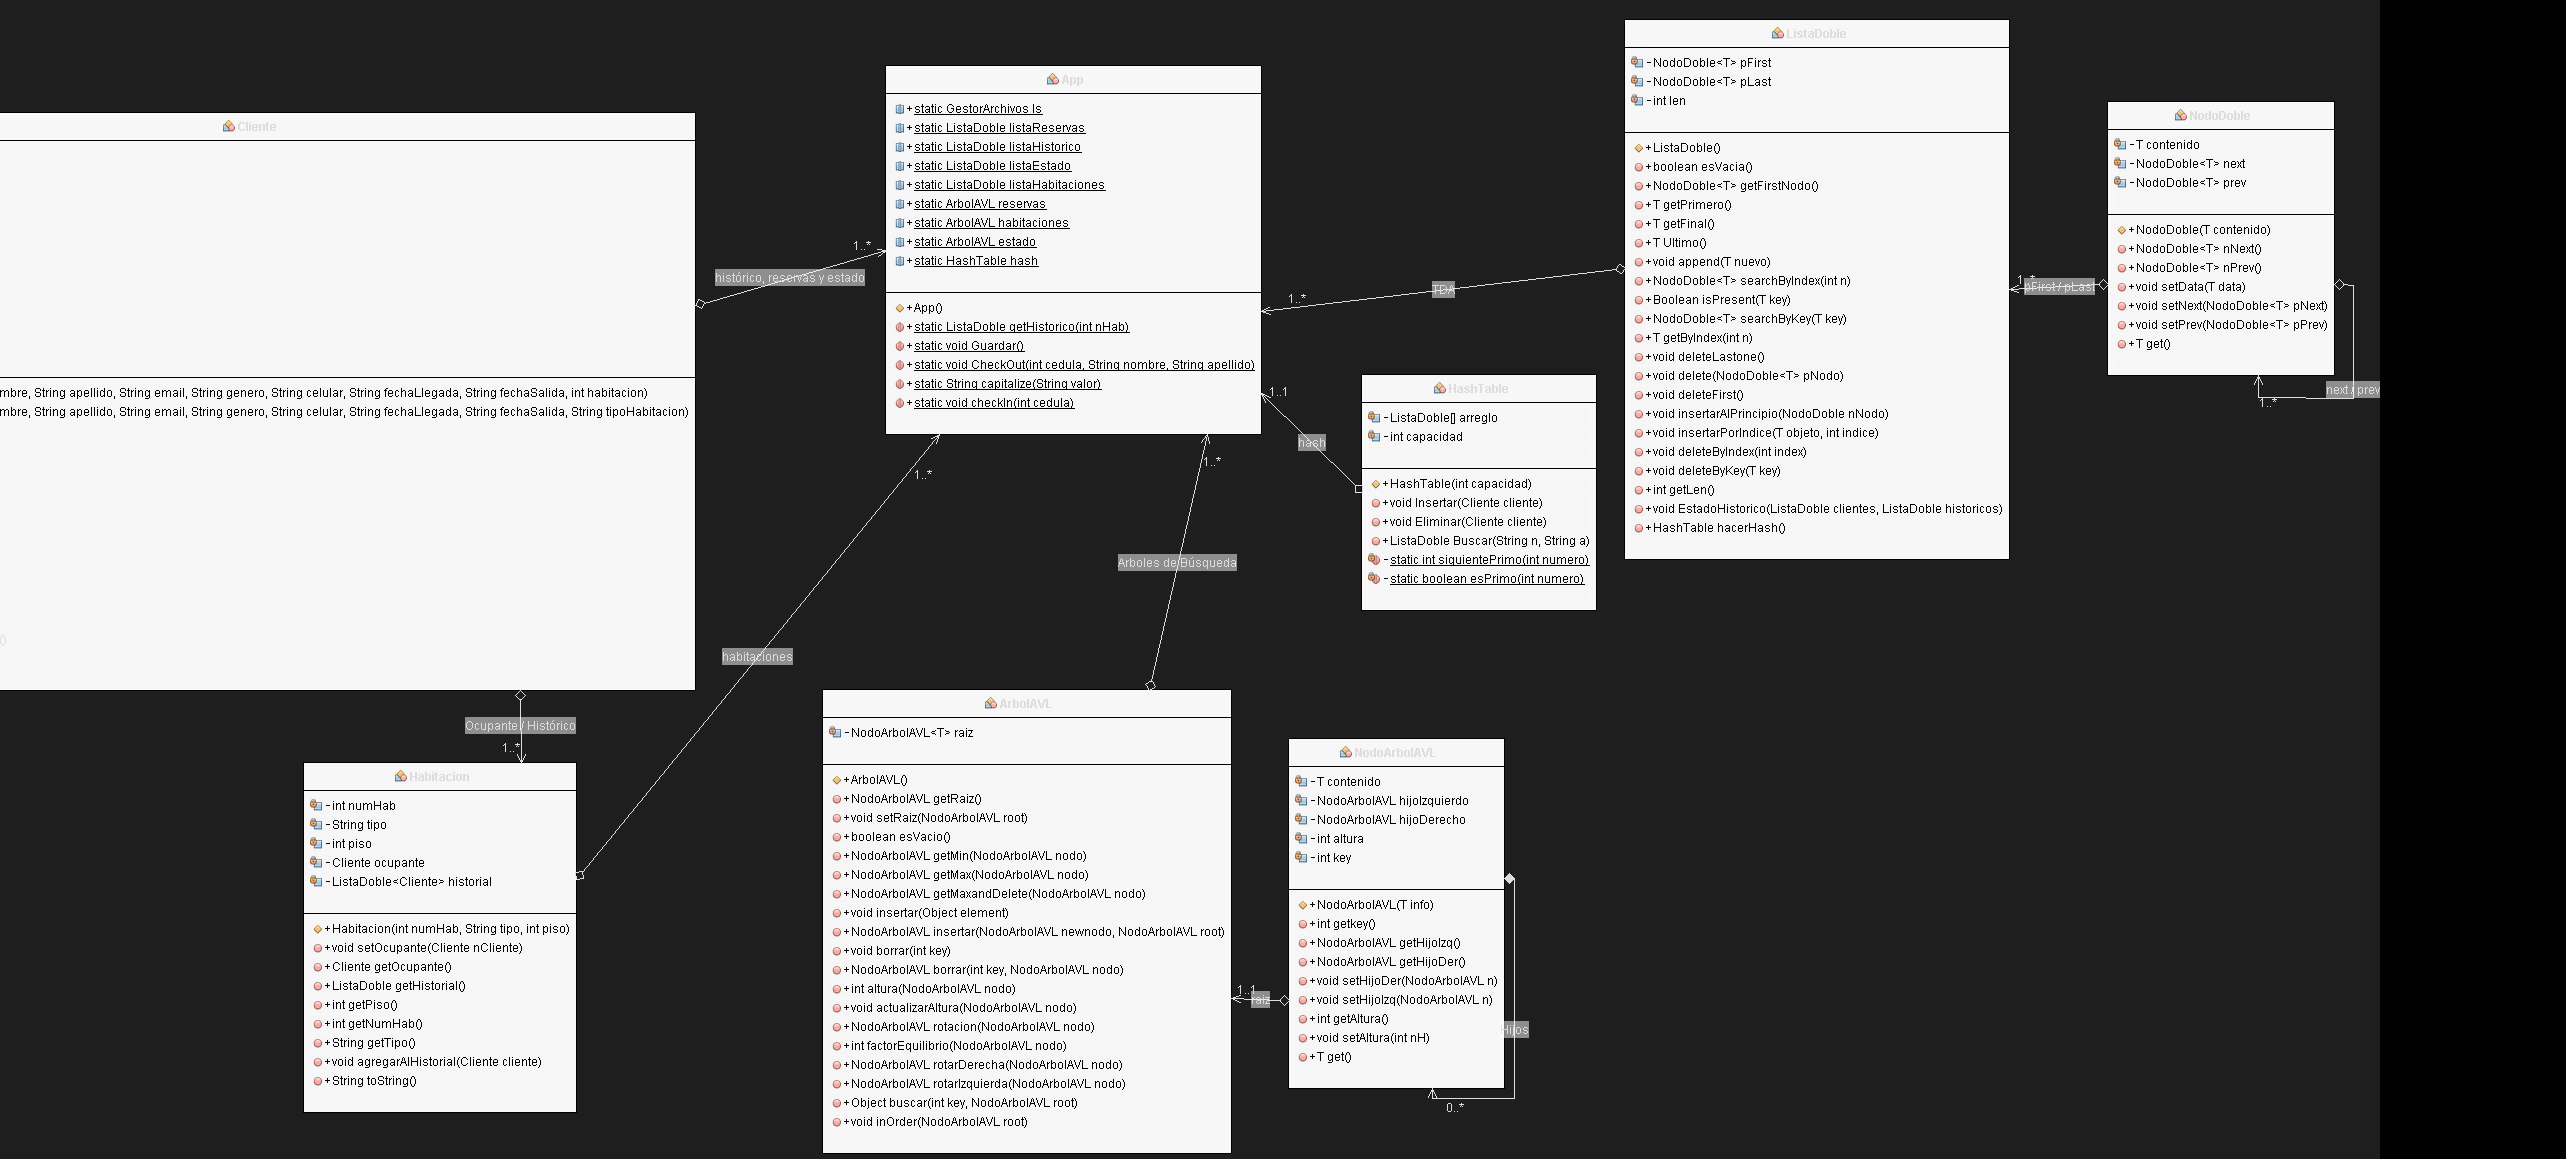 Cliente
mbre, String apellido, String email, String genero, String celular, String fechaLlegada, String fechaSalida, int habitacion)
mbre, String apellido, String email, String genero, String celular, String fechaLlegada, String fechaSalida, String tipoHabitacion)
()
histórico, reservas y estado
1..*
App
+static GestorArchivos ls
+static ListaDoble listaReservas
+static ListaDoble listaHistorico
+static ListaDoble listaEstado
+static ListaDoble listaHabitaciones
+static ArbolAVL reservas
+static ArbolAVL habitaciones
+static ArbolAVL estado
+static HashTable hash
+App()
+static ListaDoble getHistorico(int nHab)
+static void Guardar()
+static void CheckOut(int cedula, String nombre, String apellido)
+static String capitalize(String valor)
+static void checkIn(int cedula)
1..*
TDA
1..1
hash
1..*
1..*
Arboles de Búsqueda
habitaciones
HashTable
-ListaDoble[] arreglo
-int capacidad
+HashTable(int capacidad)
+void Insertar(Cliente cliente)
+void Eliminar(Cliente cliente)
+ListaDoble Buscar(String n, String a)
-static int siguientePrimo(int numero)
-static boolean esPrimo(int numero)
ListaDoble
-NodoDoble<T> pFirst
-NodoDoble<T> pLast
-int len
+ListaDoble()
+boolean esVacia()
+NodoDoble<T> getFirstNodo()
+T getPrimero()
+T getFinal()
+T Ultimo()
+void append(T nuevo)
+NodoDoble<T> searchByIndex(int n)
+Boolean isPresent(T key)
+NodoDoble<T> searchByKey(T key)
+T getByIndex(int n)
+void deleteLastone()
+void delete(NodoDoble<T> pNodo)
+void deleteFirst()
+void insertarAlPrincipio(NodoDoble nNodo)
+void insertarPorIndice(T objeto, int indice)
+void deleteByIndex(int index)
+void deleteByKey(T key)
+int getLen()
+void EstadoHistorico(ListaDoble clientes, ListaDoble historicos)
+HashTable hacerHash()
1..*
pFirst / pLast
NodoDoble
-T contenido
-NodoDoble<T> next
-NodoDoble<T> prev
+NodoDoble(T contenido)
+NodoDoble<T> nNext()
+NodoDoble<T> nPrev()
+void setData(T data)
+void setNext(NodoDoble<T> pNext)
+void setPrev(NodoDoble<T> pPrev)
+T get()
next / prev
1..*
Ocupante / Histórico
1..*
Habitacion
-int numHab
-String tipo
-int piso
-Cliente ocupante
-ListaDoble<Cliente> historial
+Habitacion(int numHab, String tipo, int piso)
+void setOcupante(Cliente nCliente)
+Cliente getOcupante()
+ListaDoble getHistorial()
+int getPiso()
+int getNumHab()
+String getTipo()
+void agregarAlHistorial(Cliente cliente)
+String toString()
ArbolAVL
-NodoArbolAVL<T> raiz
+ArbolAVL()
+NodoArbolAVL getRaiz()
+void setRaiz(NodoArbolAVL root)
+boolean esVacio()
+NodoArbolAVL getMin(NodoArbolAVL nodo)
+NodoArbolAVL getMax(NodoArbolAVL nodo)
+NodoArbolAVL getMaxandDelete(NodoArbolAVL nodo)
+void insertar(Object element)
+NodoArbolAVL insertar(NodoArbolAVL newnodo, NodoArbolAVL root)
+void borrar(int key)
+NodoArbolAVL borrar(int key, NodoArbolAVL nodo)
+int altura(NodoArbolAVL nodo)
+void actualizarAltura(NodoArbolAVL nodo)
+NodoArbolAVL rotacion(NodoArbolAVL nodo)
+int factorEquilibrio(NodoArbolAVL nodo)
+NodoArbolAVL rotarDerecha(NodoArbolAVL nodo)
+NodoArbolAVL rotarIzquierda(NodoArbolAVL nodo)
+Object buscar(int key, NodoArbolAVL root)
+void inOrder(NodoArbolAVL root)
1..1
raiz
NodoArbolAVL
-T contenido
-NodoArbolAVL hijoIzquierdo
-NodoArbolAVL hijoDerecho
-int altura
-int key
+NodoArbolAVL(T info)
+int getkey()
+NodoArbolAVL getHijoIzq()
+NodoArbolAVL getHijoDer()
+void setHijoDer(NodoArbolAVL n)
+void setHijoIzq(NodoArbolAVL n)
+int getAltura()
+void setAltura(int nH)
+T get()
Hijos
0..*